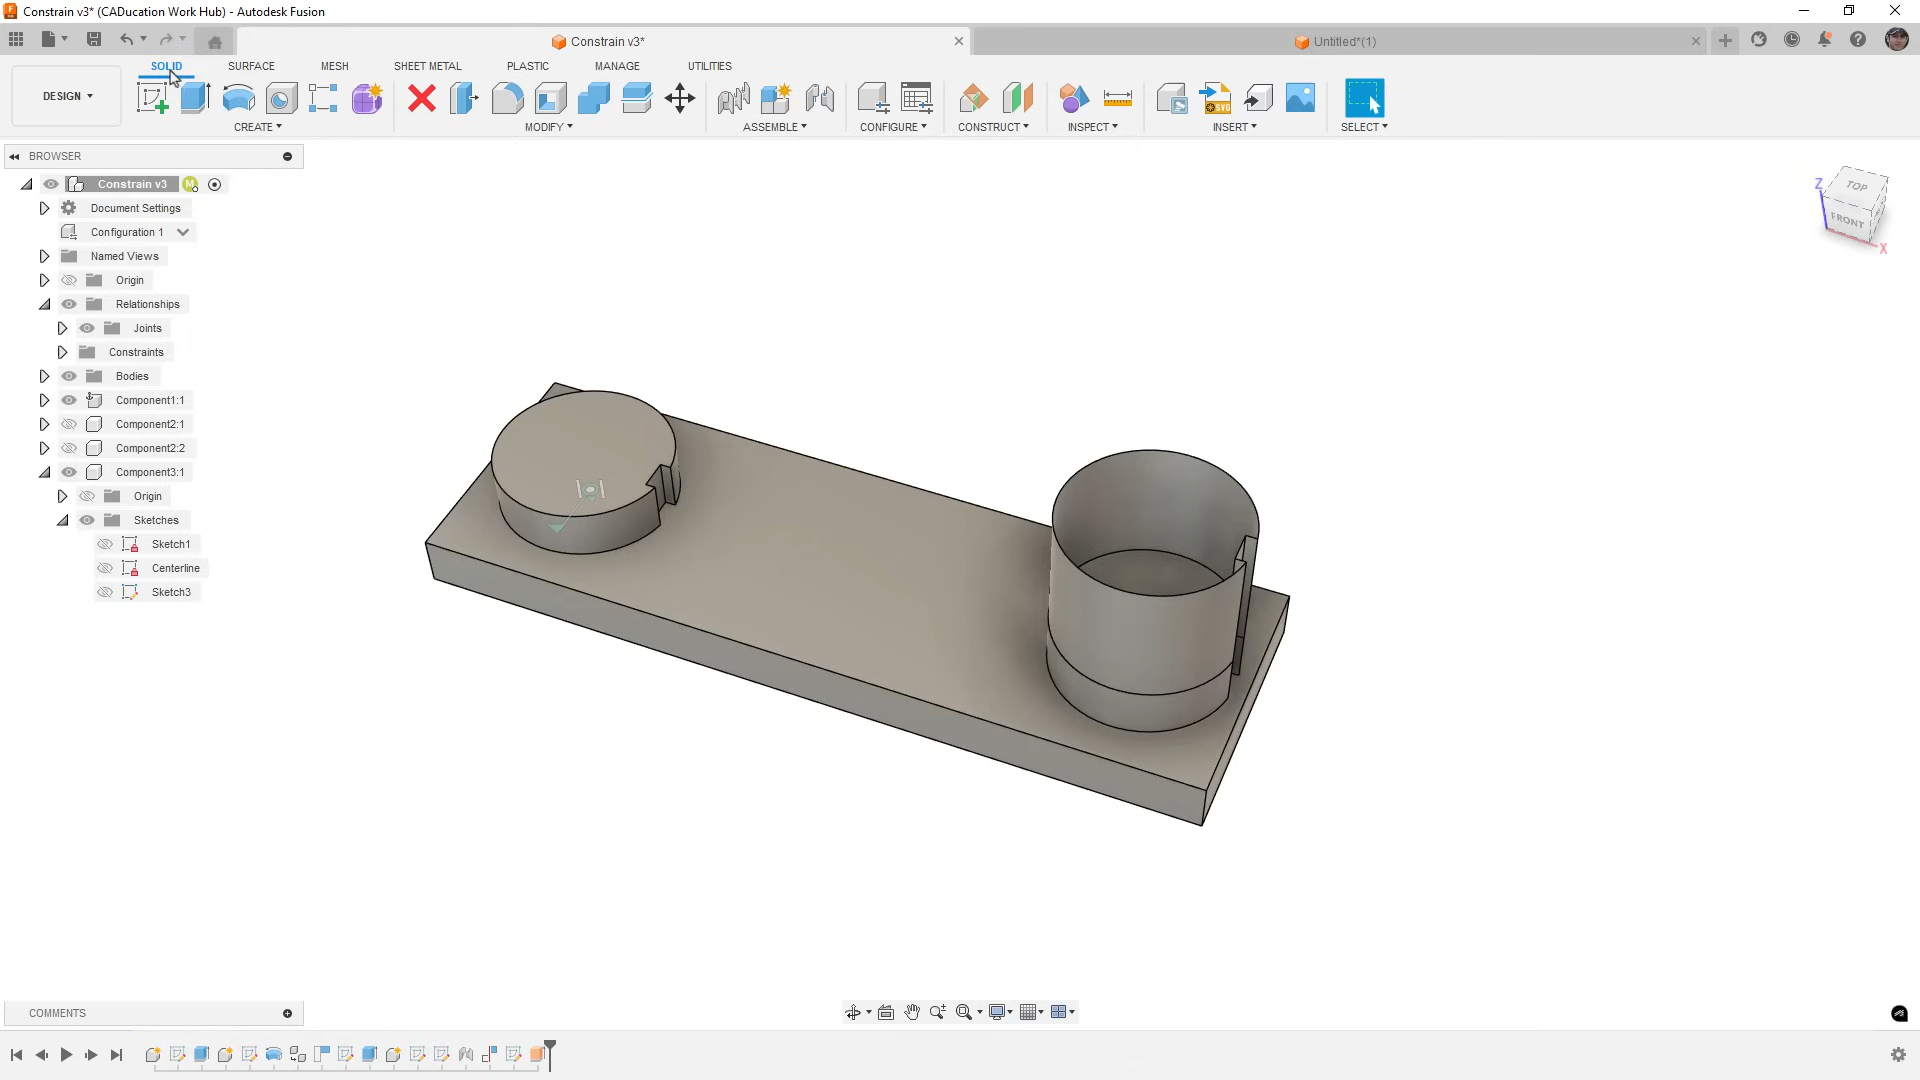 Constrain v3* (CADucation Work Hub) - Autodesk Fusion
Constrain v3*
Untitled*(1)
DESIGN
SOLID SURFACE MESH SHEET METAL PLASTIC MANAGE UTILITIES
CREATE MODIFY ASSEMBLE CONFIGURE CONSTRUCT INSPECT INSERT SELECT
SVG
BROWSER
Constrain v3
M
Document Settings
Configuration 1
Named Views
Origin
Relationships
Joints
Constraints
Bodies
Component1:1
Component2:1
Component2:2
Component3:1
Origin
Sketches
Sketch1
Centerline
Sketch3
Z
TOP
FRONT
X
COMMENTS